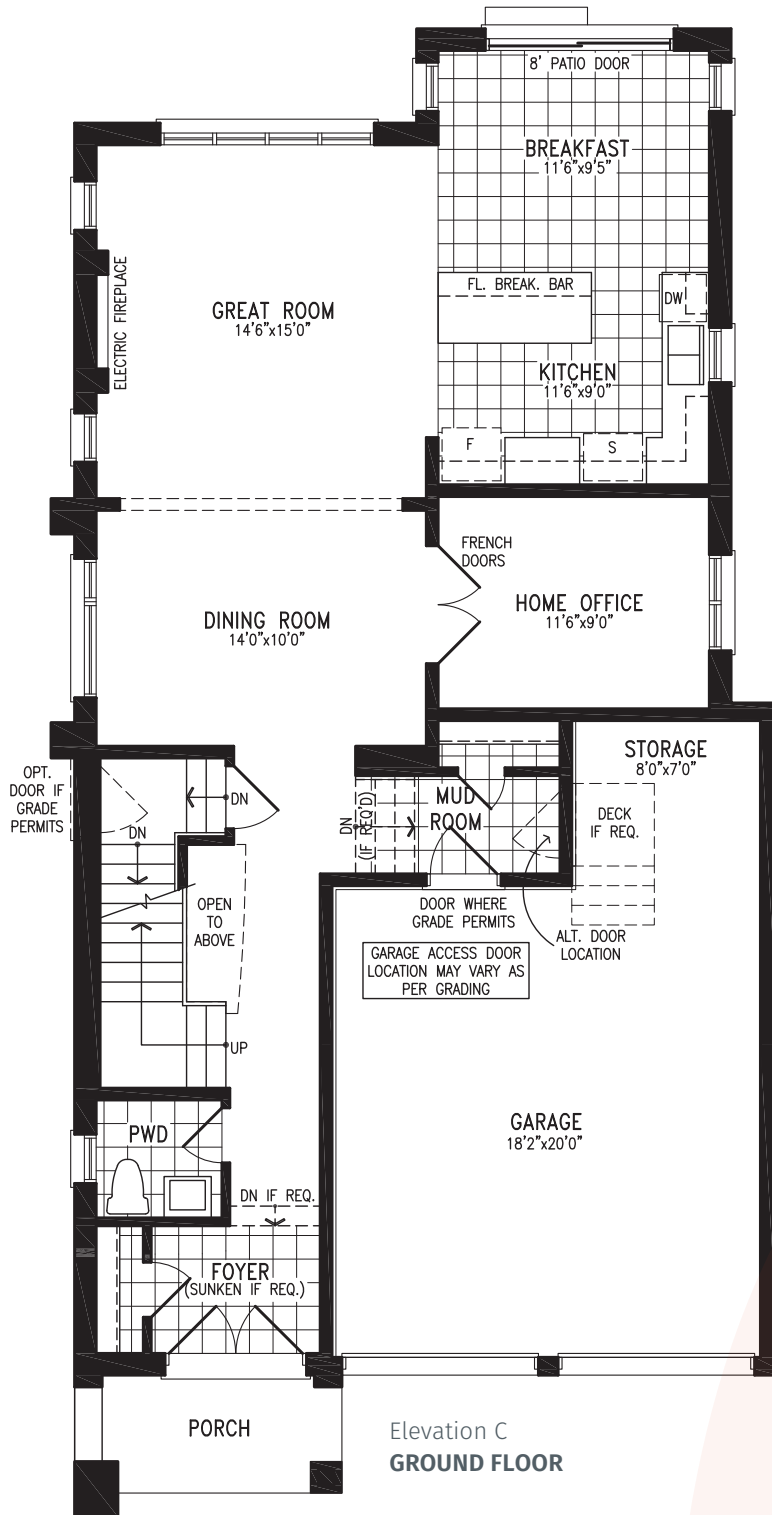 8' PATIO DOOR
BREAKFAST
11'6"x9'5"
ELECTRIC FIREPLACE
GREAT ROOM
14'6"x15'0"
FL. BREAK. BAR
DW
KITCHEN
11'6"x9'0"
F
S
FRENCH
DOORS
DINING ROOM
14'0"x10'0"
HOME OFFICE
11'6"x9'0"
OPT.
DOOR IF
GRADE
PERMITS
DN
DN
DN
(IF REQ'D)
MUD
ROOM
STORAGE
8'0"x7'0"
DECK
IF REQ.
OPEN
TO
ABOVE
DOOR WHERE
GRADE PERMITS
ALT. DOOR
LOCATION
GARAGE ACCESS DOOR
LOCATION MAY VARY AS
PER GRADING
UP
PWD
GARAGE
18'2"x20'0"
DN IF REQ.
FOYER
(SUNKEN IF REQ.)
PORCH
Elevation C
GROUND FLOOR